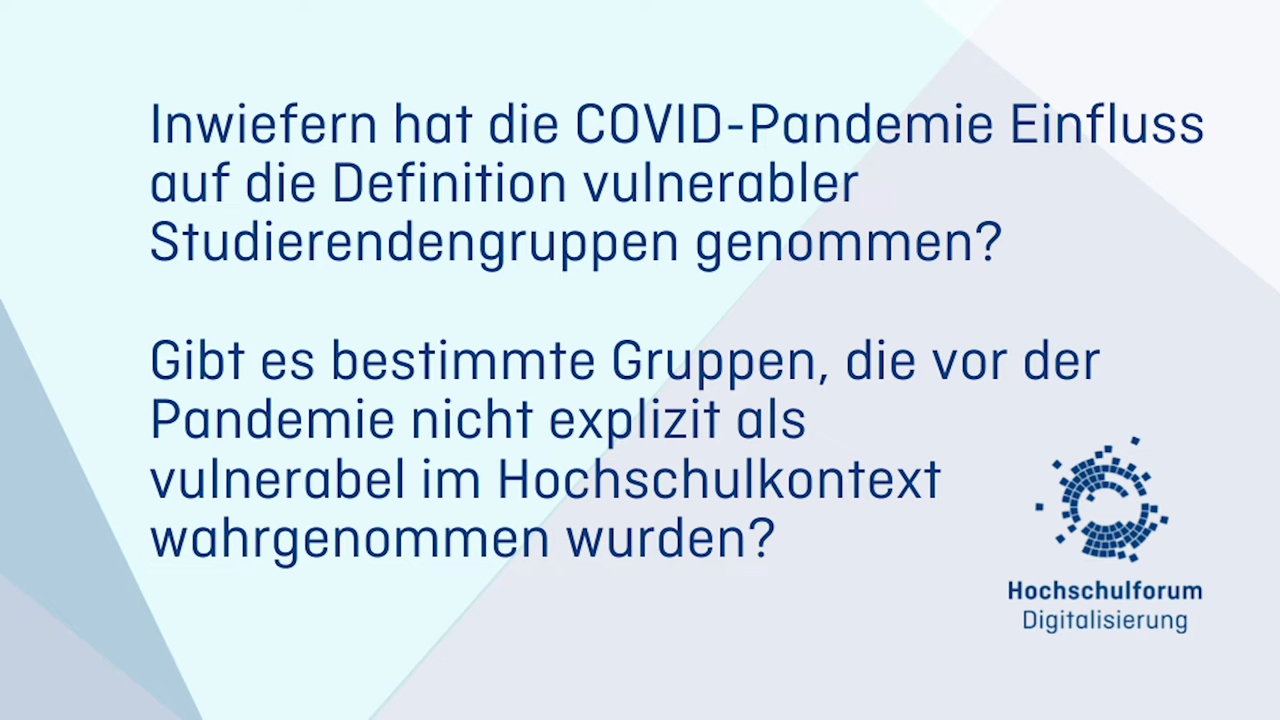 Inwiefern hat die COVID-Pandemie Einfluss
auf die Definition vulnerabler
Studierendengruppen genommen?
Gibt es bestimmte Gruppen, die vor der
Pandemie nicht explizit als
vulnerabel im Hochschulkontext
wahrgenommen wurden?
Hochschulforum
Digitalisierung